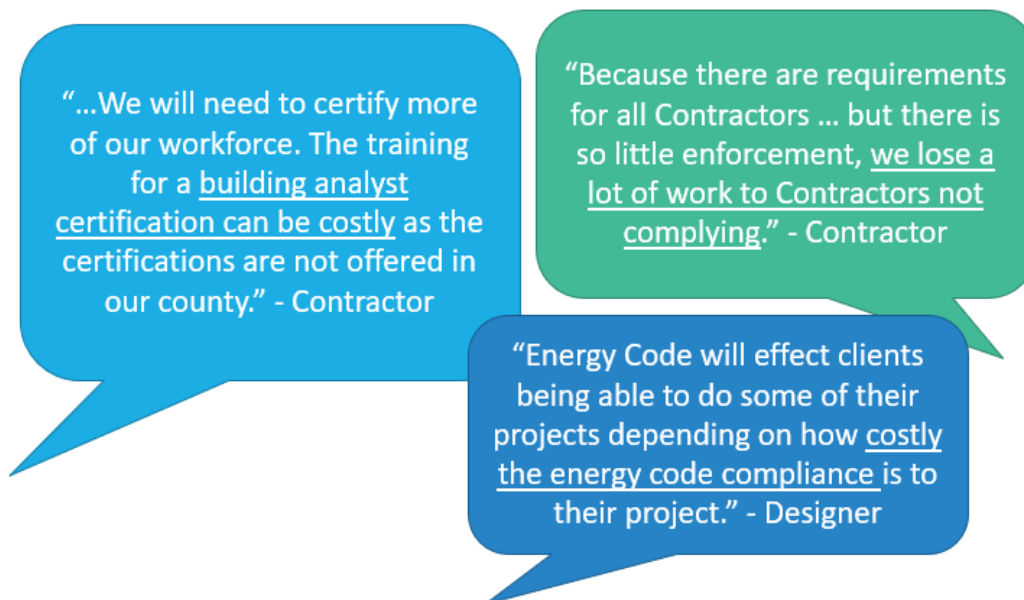 “...We will need to certify more
of our workforce. The training
for a building analyst
certification can be costly as the
certifications are not offered in
our county.” - Contractor
“Because there are requirements
for all Contractors ... but there is
so little enforcement, we lose a
lot of work to Contractors not
complying.” - Contractor
“Energy Code will effect clients
being able to do some of their
projects depending on how costly
the energy code compliance is to
their project.” - Designer